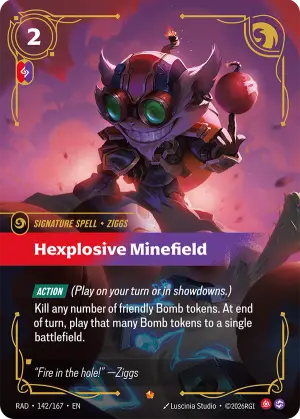 2
SIGNATURE SPELL • ZIGGS
Hexplosive Minefield
ACTION (Play on your turn or in showdowns.)
Kill any number of friendly Bomb tokens. At end
of turn, play that many Bomb tokens to a single
battlefield.
"Fire in the hole!" —Ziggs
RAD • 142/167 • EN
Luscinia Studio • ©2026RGI